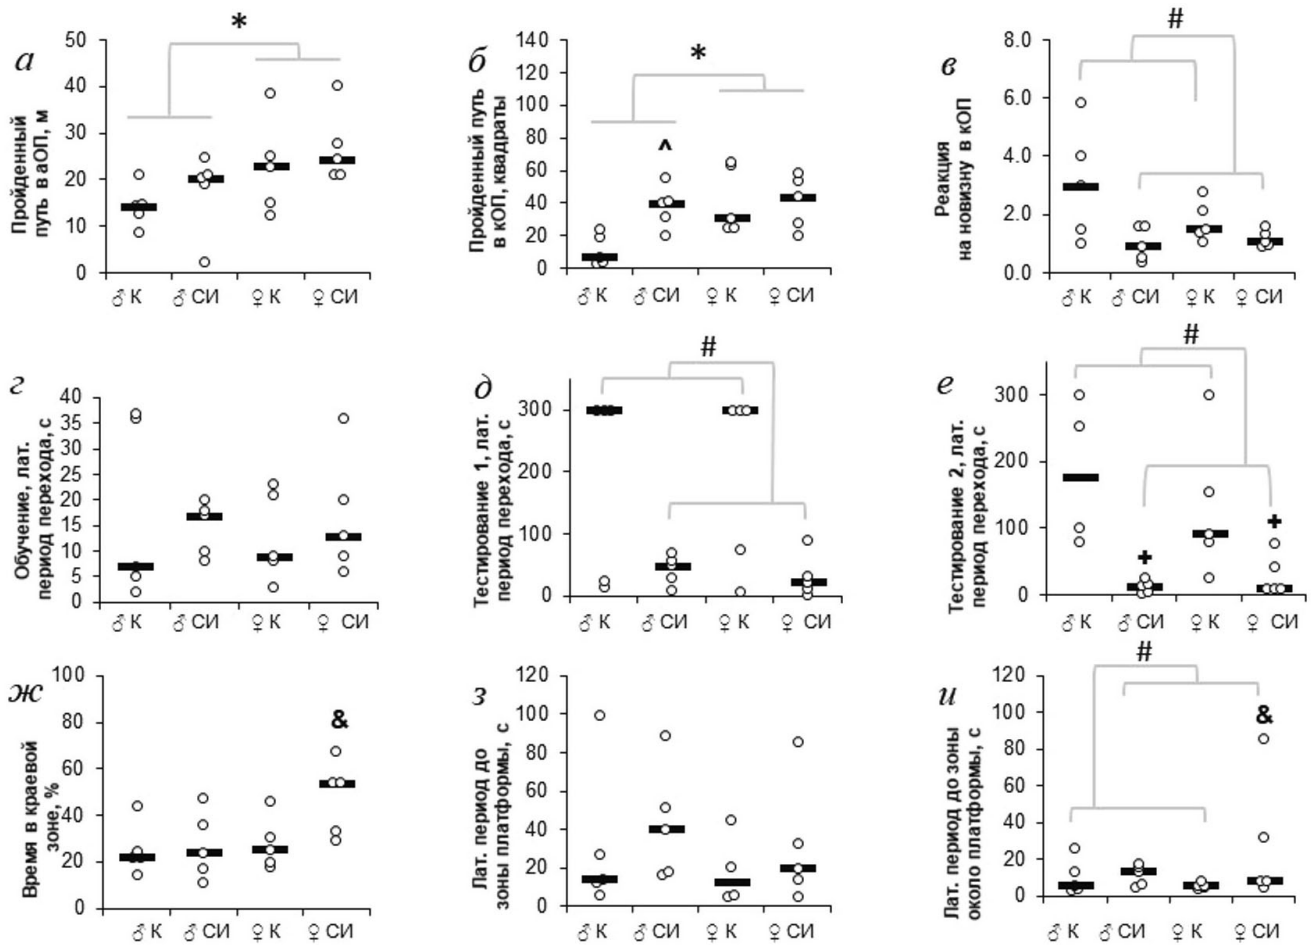 а
Пройденный
путь в аОП, м
50
40
30
20
10
0
*
♂ К
♂ СИ
♀ К
♀ СИ
б
Пройденный путь
в кОП, квадраты
140
120
100
80
60
40
20
0
*
^
♂ К
♂ СИ
♀ К
♀ СИ
в
Реакция
на новизну в кОП
8.0
6.0
4.0
2.0
0.0
#
♂ К
♂ СИ
♀ К
♀ СИ
г
Обучение, лат.
период перехода, с
40
35
30
25
20
15
10
5
0
♂ К
♂ СИ
♀ К
♀ СИ
д
Тестирование 1, лат.
период перехода, с
300
200
100
0
#
♂ К
♂ СИ
♀ К
♀ СИ
е
Тестирование 2, лат.
период перехода, с
300
200
100
0
#
+
+
♂ К
♂ СИ
♀ К
♀ СИ
ж
Время в краевой
зоне, %
100
80
60
40
20
0
&
♂ К
♂ СИ
♀ К
♀ СИ
з
Лат. период до
зоны платформы, с
120
100
80
60
40
20
0
♂ К
♂ СИ
♀ К
♀ СИ
и
Лат. период до зоны
около платформы, с
120
100
80
60
40
20
0
#
&
♂ К
♂ СИ
♀ К
♀ СИ